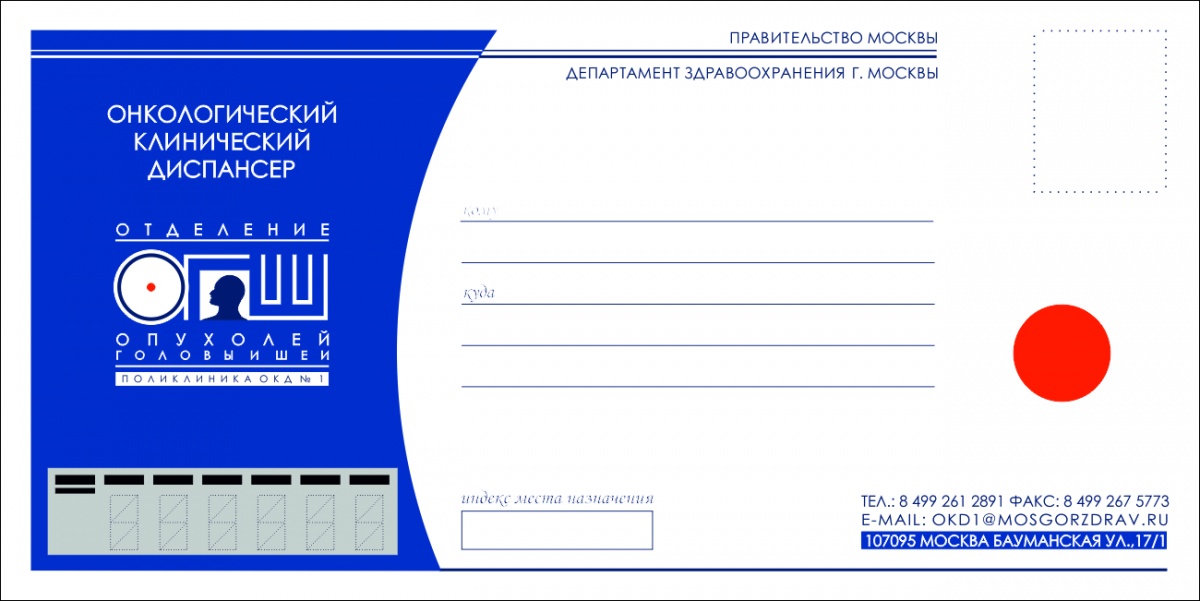 ПРАВИТЕЛЬСТВО МОСКВЫ
ДЕПАРТАМЕНТ ЗДРАВООХРАНЕНИЯ Г. МОСКВЫ
ОНКОЛОГИЧЕСКИЙ
КЛИНИЧЕСКИЙ
ДИСПАНСЕР
ОТДЕЛЕНИЕ
ОГШ
ОПУХОЛЕЙ
ГОЛОВЫ И ШЕИ
ПОЛИКЛИНИКА ОКД № 1
кому
куда
индекс места назначения
ТЕЛ.: 8 499 261 2891 ФАКС: 8 499 267 5773
E-MAIL: OKD1@MOSGORZDRAV.RU
107095 МОСКВА БАУМАНСКАЯ УЛ.,17/1